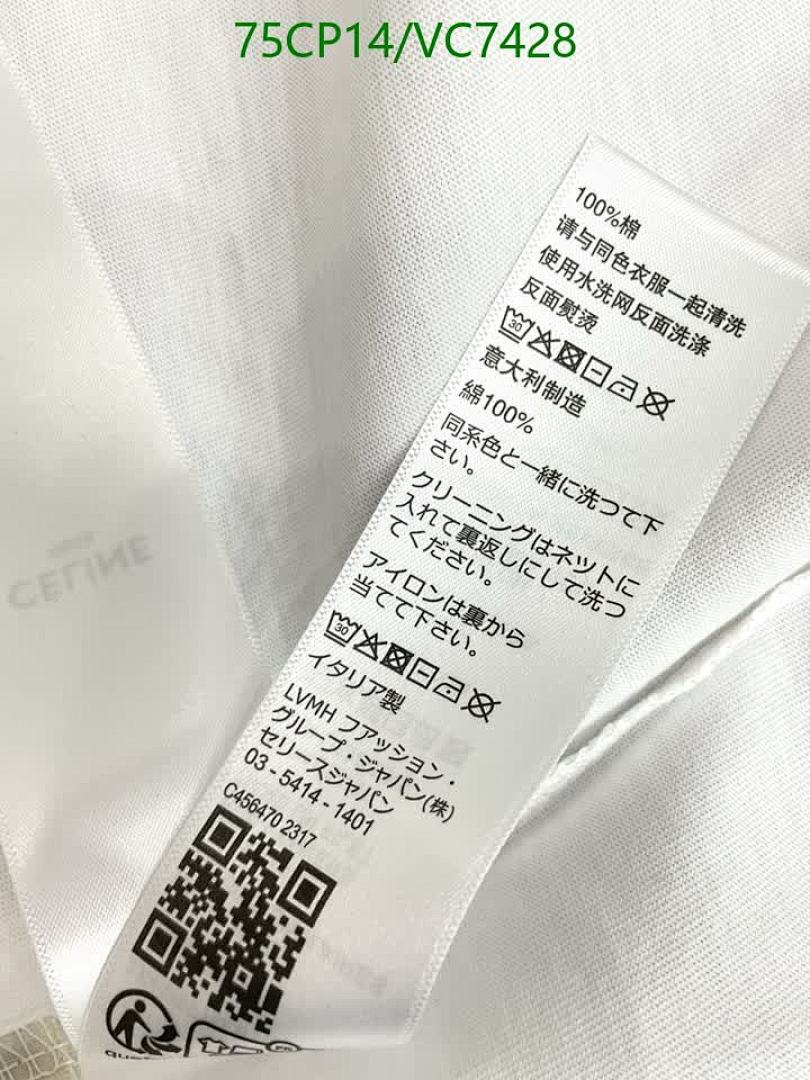 75CP14/VC7428
100%棉
请与同色衣服一起清洗
使用水洗网反面洗涤
反面熨烫
30
意大利制造
綿100%
同系色と一緒に洗つて下
さい。
クリーニングはネットに
入れて裏返しにして洗つ
てください。
アイロンは裏から
当てて下さい。
30
イタリア製
LVMH ファッション・
グループ・ジャパン(株)
セリーヌジャパン
03-5414-1401
C456470 2317
CELINE